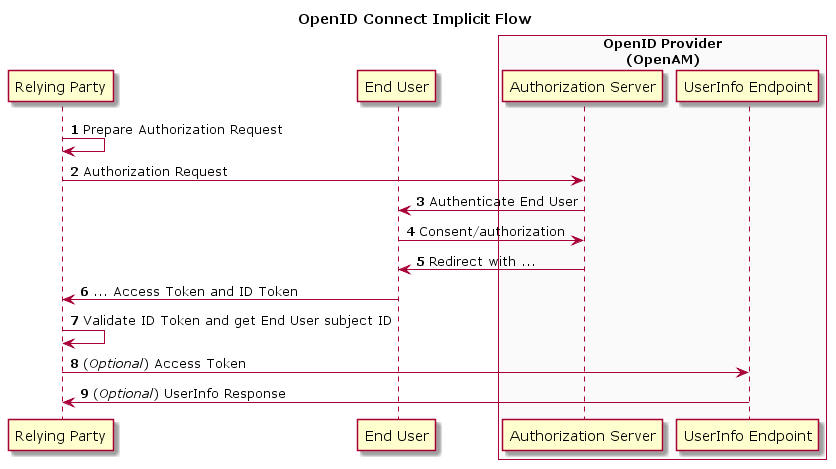 OpenID Connect Implicit Flow
OpenID Provider
(OpenAM)
Relying Party
End User
Authorization Server
UserInfo Endpoint
1 Prepare Authorization Request
2 Authorization Request
3 Authenticate End User
4 Consent/authorization
5 Redirect with ...
6 ... Access Token and ID Token
7 Validate ID Token and get End User subject ID
8 (Optional) Access Token
9 (Optional) UserInfo Response
Relying Party
End User
Authorization Server
UserInfo Endpoint